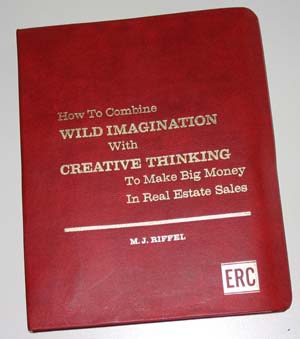 How To Combine
WILD IMAGINATION
With
CREATIVE THINKING
To Make Big Money
In Real Estate Sales
M. J. RIFFEL
ERC